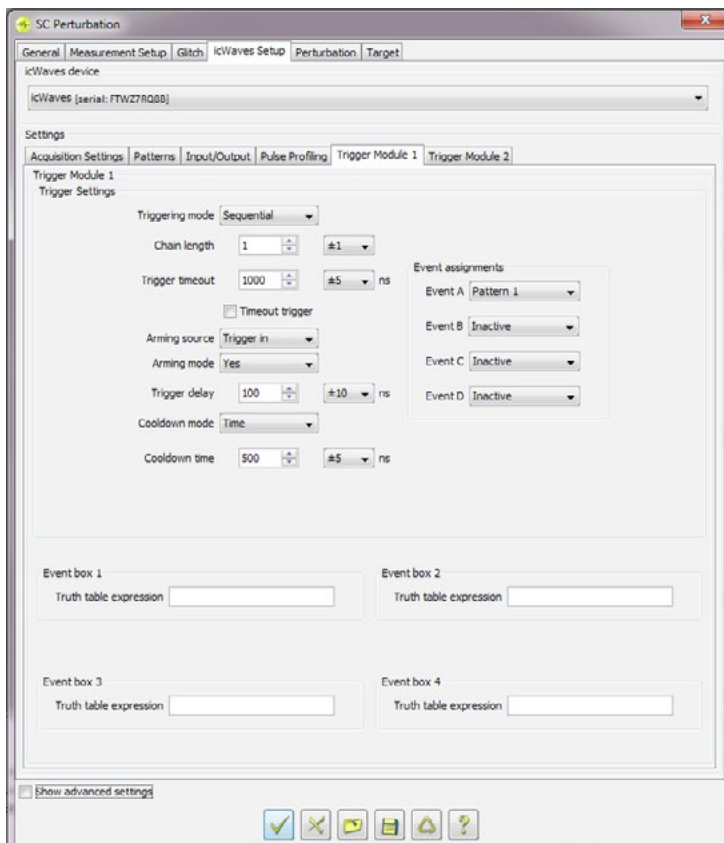 SC Perturbation
General Measurement Setup Glitch icWaves Setup Perturbation Target
icWaves device
icWaves [serial: FTWZ7RQBB]
Settings
Acquisition Settings Patterns Input/Output Pulse Profiling Trigger Module 1 Trigger Module 2
Trigger Module 1
Trigger Settings
Triggering mode Sequential
Chain length 1 ±1
Trigger timeout 1000 ±5 ns
Timeout trigger
Arming source Trigger in
Arming mode Yes
Trigger delay 100 ±10 ns
Cooldown mode Time
Cooldown time 500 ±5 ns
Event assignments
Event A Pattern 1
Event B Inactive
Event C Inactive
Event D Inactive
Event box 1
Truth table expression
Event box 2
Truth table expression
Event box 3
Truth table expression
Event box 4
Truth table expression
Show advanced settings